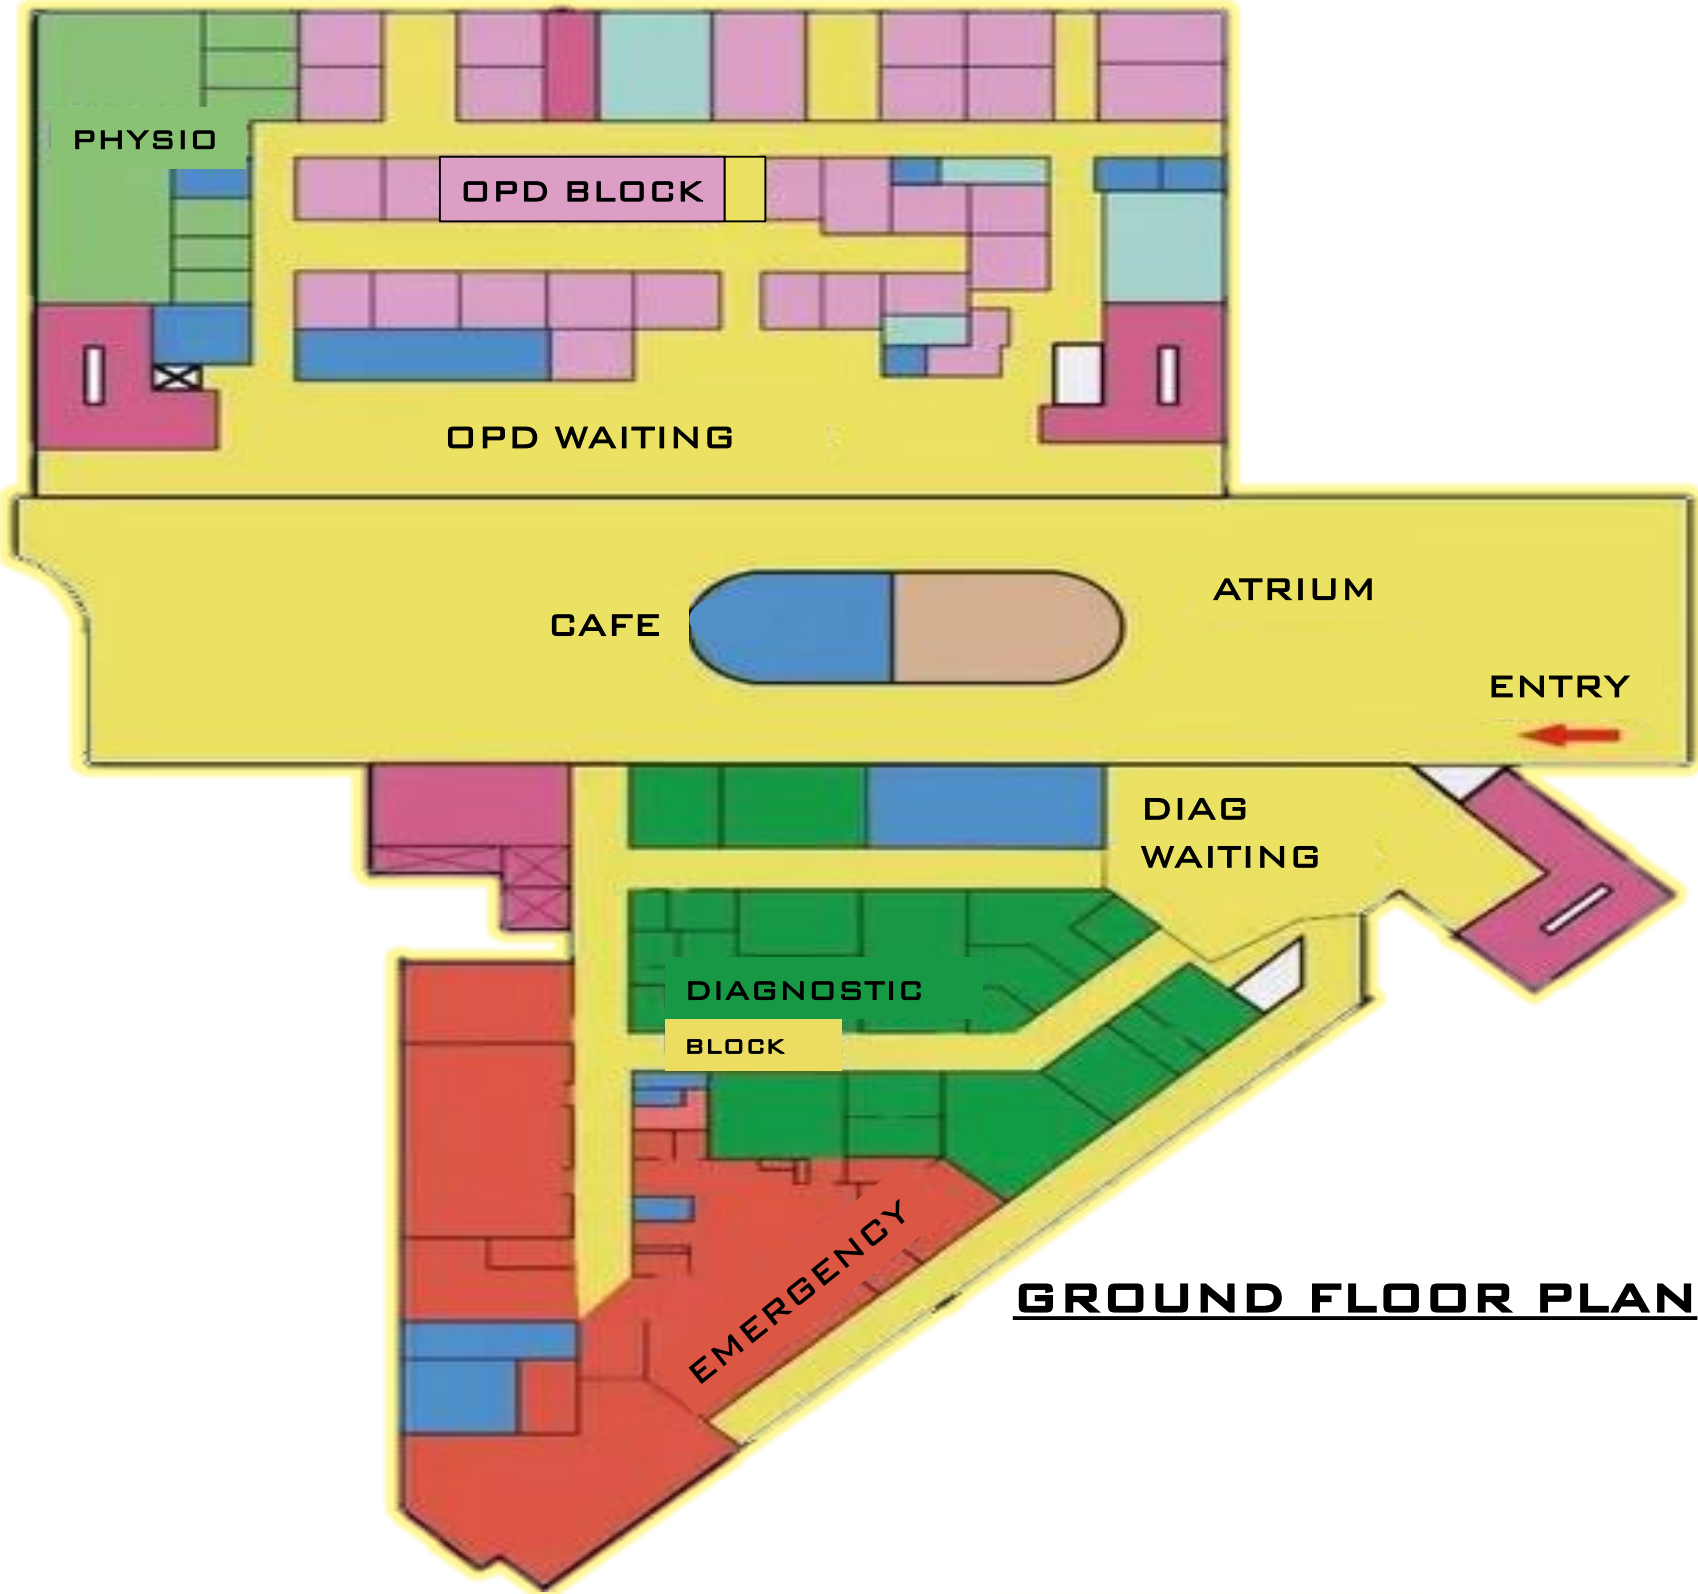 PHYSIO
OPD BLOCK
OPD WAITING
ATRIUM
CAFE
ENTRY
DIAG
WAITING
DIAGNOSTIC
BLOCK
EMERGENCY
GROUND FLOOR PLAN